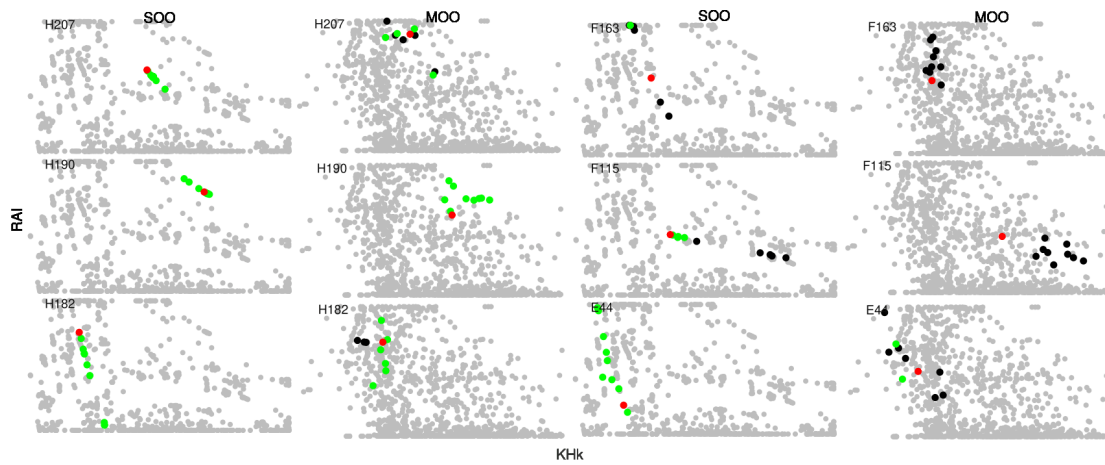 SOO MOO SOO MOO
H207 H207 F163 F163
H190 H190 F115 F115
RAI
H182 H182 E44 E44
KHk